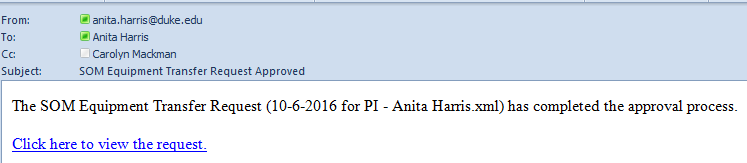 From: anita.harris@duke.edu
To: Anita Harris
Cc: Carolyn Mackman
Subject: SOM Equipment Transfer Request Approved
The SOM Equipment Transfer Request (10-6-2016 for PI - Anita Harris.xml) has completed the approval process.
Click here to view the request.